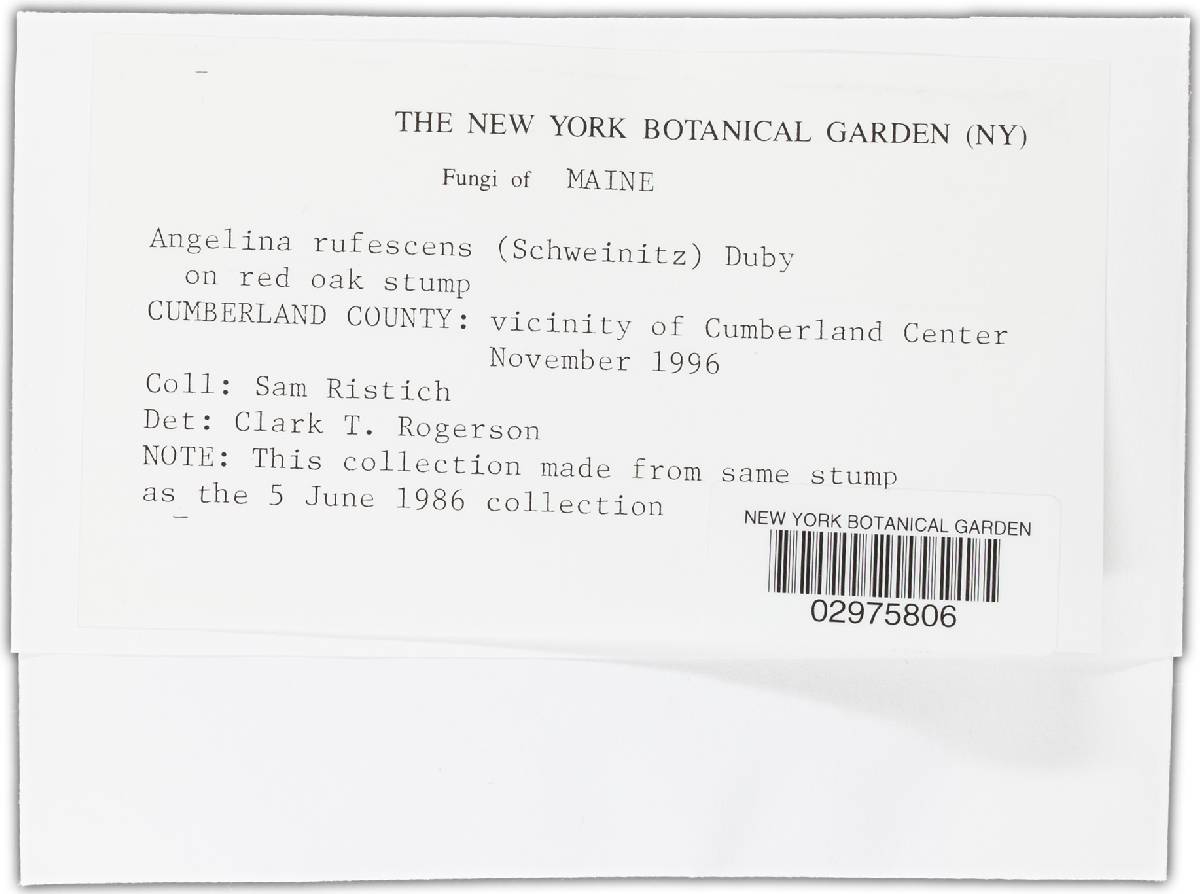 THE NEW YORK BOTANICAL GARDEN (NY)
Fungi of MAINE
Angelina rufescens (Schweinitz) Duby
on red oak stump
CUMBERLAND COUNTY: vicinity of Cumberland Center
November 1996
Coll: Sam Ristich
Det: Clark T. Rogerson
NOTE: This collection made from same stump
as the 5 June 1986 collection
NEW YORK BOTANICAL GARDEN
02975806